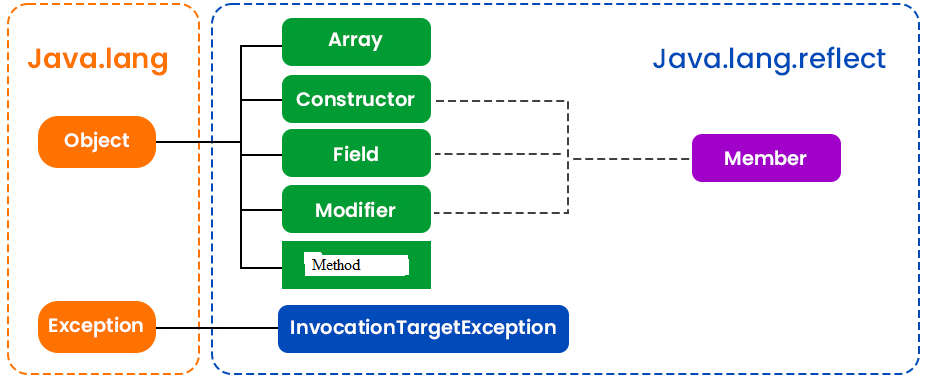 Java.lang
Java.lang.reflect
Array
Constructor
Object
Field
Member
Modifier
Method
Exception
InvocationTargetException